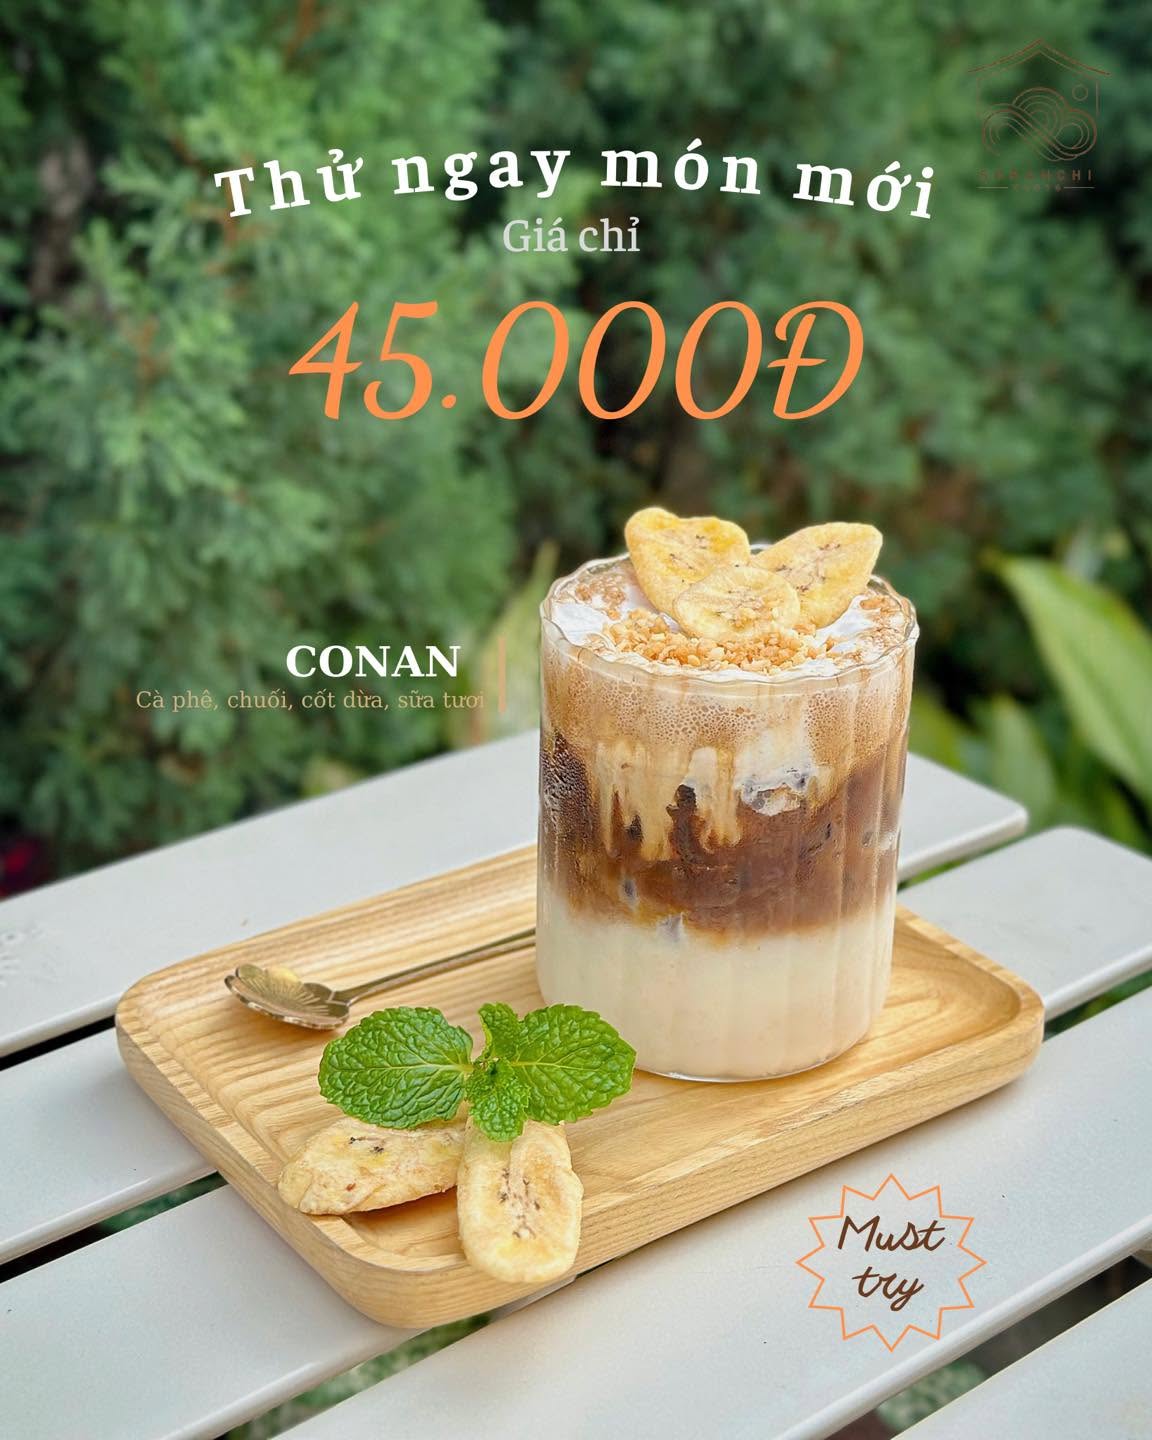 Thử ngay món mới
Giá chỉ
45.000Đ
CONAN
Cà phê, chuối, cốt dừa, sữa tươi
Must
try